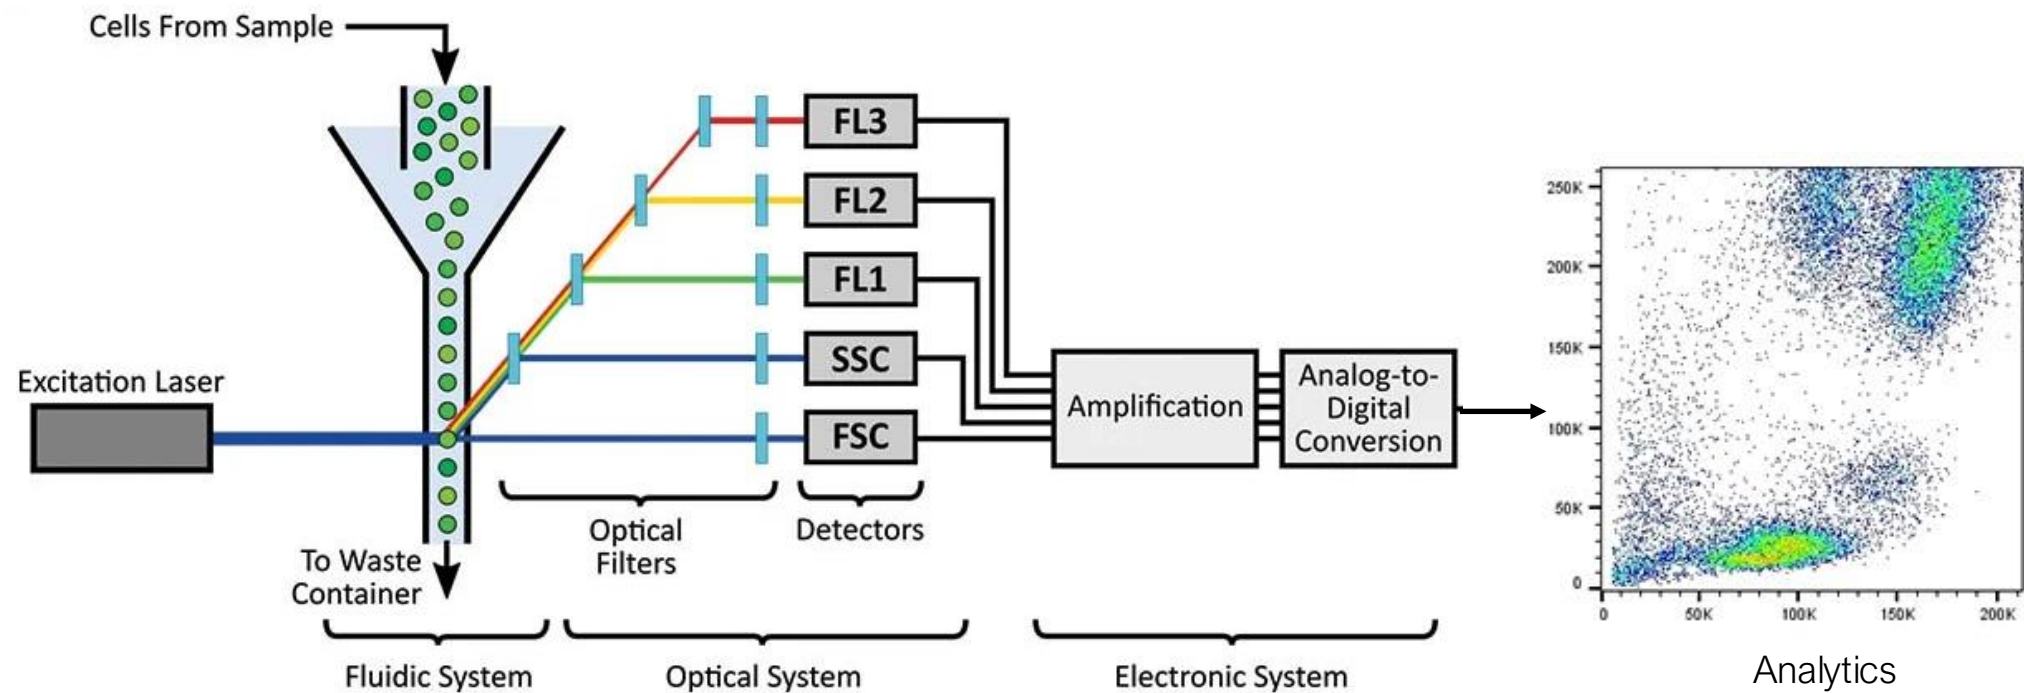 Cells From Sample
FL3
FL2
FL1
SSC
FSC
Excitation Laser
Amplification
Analog-to-
Digital
Conversion
Optical
Filters
Detectors
To Waste
Container
Fluidic System
Optical System
Electronic System
250K
200K
150K
100K
50K
0
0
50K
100K
150K
200K
Analytics